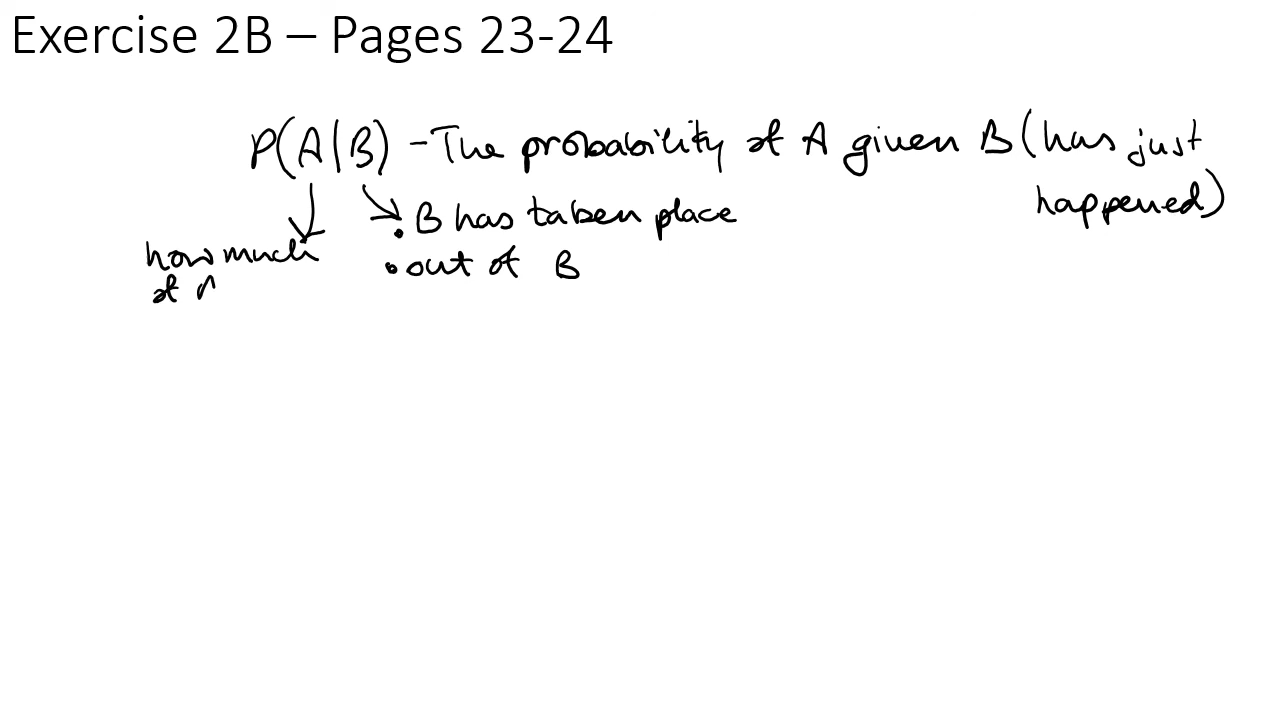 Exercise 2B – Pages 23-24
P(A|B) - The probability of A given B (has just
happened)
• B has taken place
how much
• out of B
of